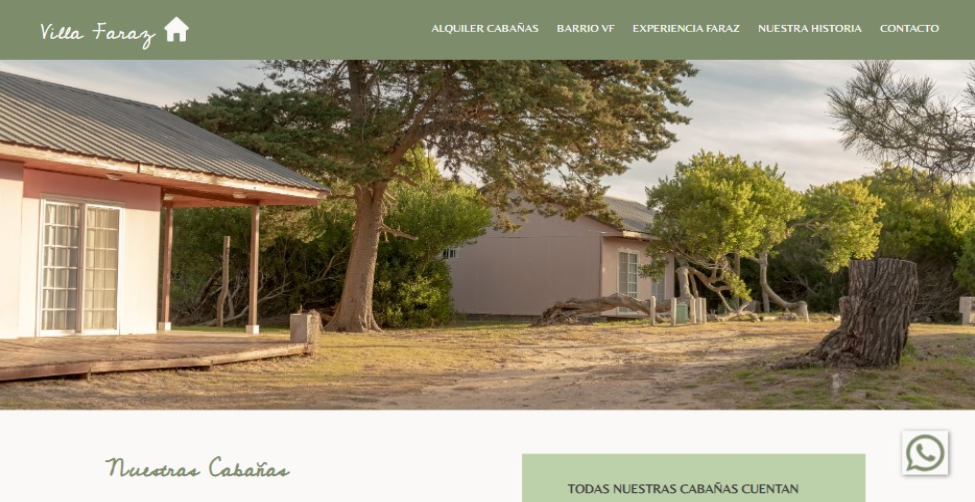 Villa Faraz
ALQUILER CABAÑAS BARRIO VF EXPERIENCIA FARAZ NUESTRA HISTORIA CONTACTO
Nuestras Cabañas
TODAS NUESTRAS CABAÑAS CUENTAN